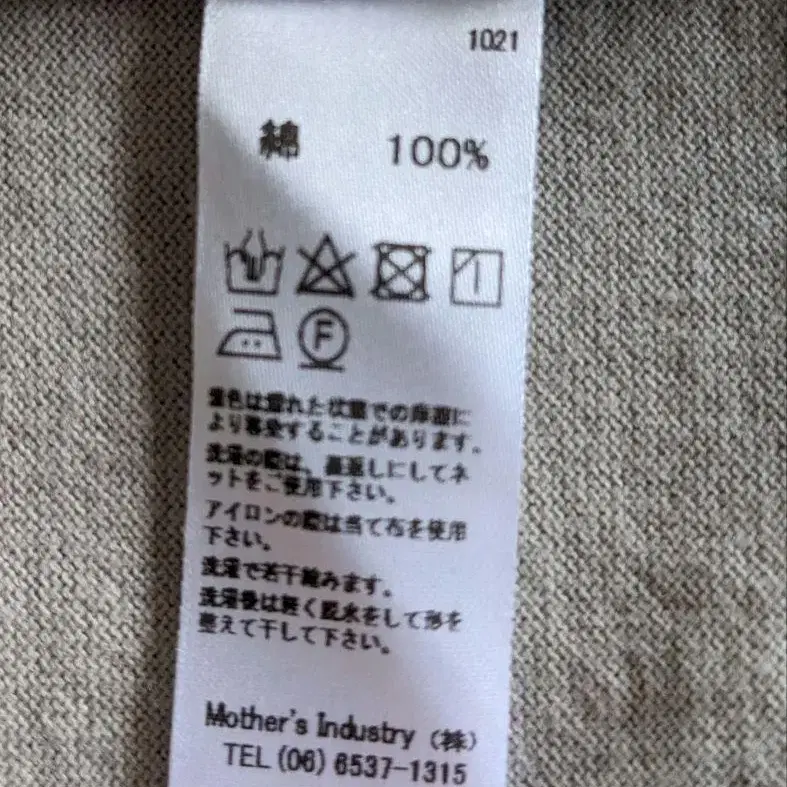 1021
綿 100%
F
濃色は濡れた状態での摩擦に
より移染することがあります。
洗濯の際は、裏返しにしてネ
ットをご使用下さい。
アイロンの際は当て布を使用
下さい。
洗濯で若干縮みます。
洗濯後は軽く脱水をして形を
整えて干して下さい。
Mother's Industry (株)
TEL (06) 6537-1315